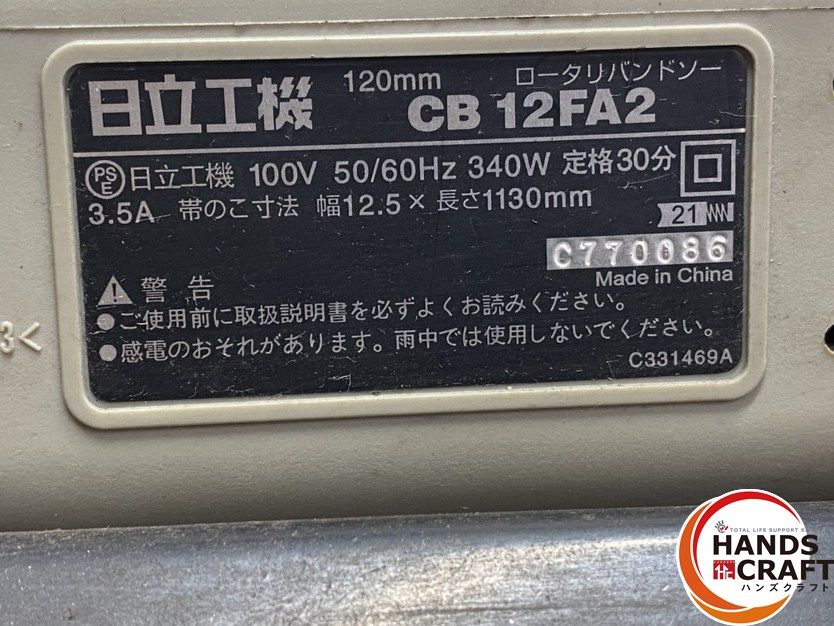 120mm ロータリバンドソー
日立工機 CB 12FA2
PSE 日立工機 100V 50/60Hz 340W 定格30分
3.5A 帯のこ寸法 幅12.5×長さ1130mm
21
C770086
Made in China
警告
●ご使用前に取扱説明書を必ずよくお読みください。
●感電のおそれがあります。雨中では使用しないでください。
C331469A
3<
TOTAL LIFE SUPPORT
HANDS
CRAFT
ハンズクラフト